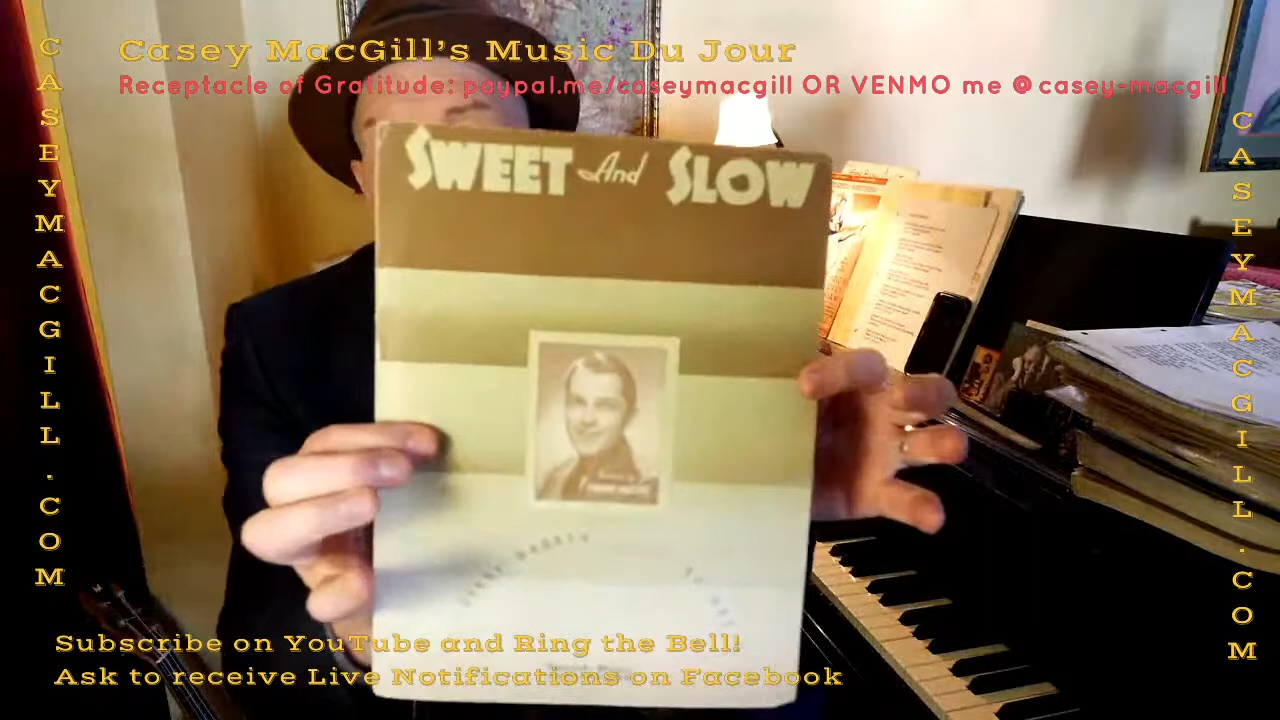 Casey MacGill's Music Du Jour
Receptacle of Gratitude: paypal.me/caseymacgill OR VENMO me @casey-macgill
CASEYMACGILL.COM
SWEET And SLOW
CASEYMACGILL.COM
Subscribe on YouTube and Ring the Bell!
Ask to receive Live Notifications on Facebook